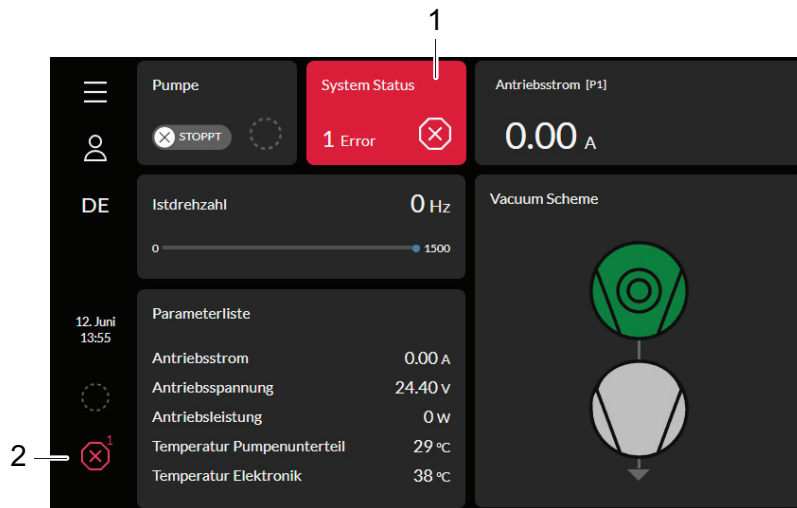 1
Pumpe
STOPPT
System Status
1 Error
Antriebsstrom [P1]
0.00 A
DE
Istdrehzahl
0 Hz
0
1500
Vacuum Scheme
12. Juni
13:55
Parameterliste
Antriebsstrom 0.00 A
Antriebsspannung 24.40 V
Antriebsleistung 0 W
Temperatur Pumpenunterteil 29 °C
Temperatur Elektronik 38 °C
1
2